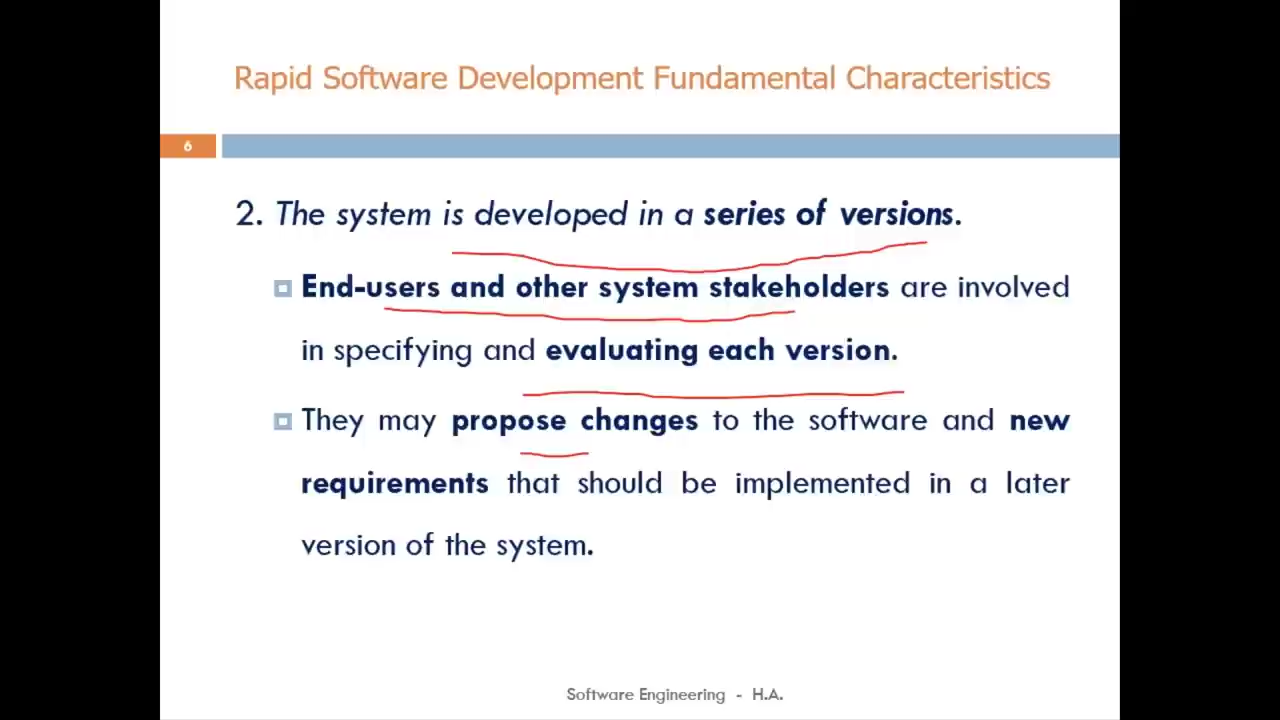 Rapid Software Development Fundamental Characteristics
6
2. The system is developed in a series of versions.
End-users and other system stakeholders are involved
in specifying and evaluating each version.
They may propose changes to the software and new
requirements that should be implemented in a later
version of the system.
Software Engineering - H.A.